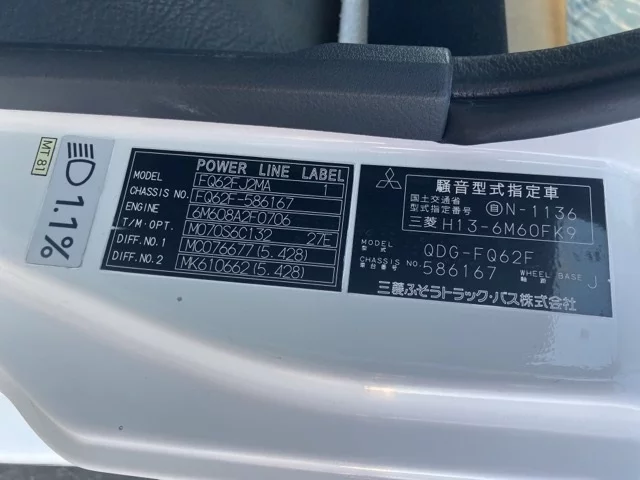 MT 81
1.1%
POWER LINE LABEL
MODEL FQ62FJ2MA 1
CHASSIS NO. FQ62F-586167
ENGINE 6M608A2E0706
T/M·OPT. M070S6C132 27E
DIFF. NO.1 MC076677(5.428)
DIFF. NO.2 MK610662(5.428)
騒音型式指定車
国土交通省
型式指定番号 自N-1136
三菱 H13-6M60FK9
MODEL 型式 QDG-FQ62F
CHASSIS NO 車台番号 586167 WHEEL BASE 軸距 J
三菱ふそうトラック・バス株式会社